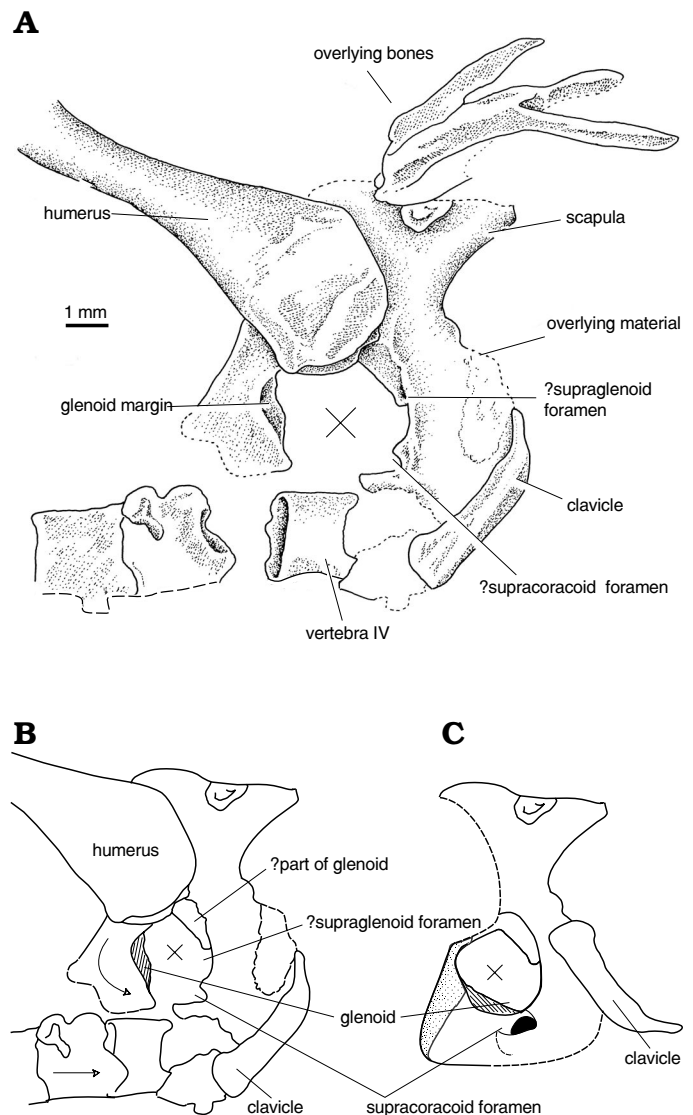 A
overlying bones
humerus
scapula
1 mm
overlying material
glenoid margin
?supraglenoid
foramen
clavicle
?supracoracoid foramen
vertebra IV
B
C
humerus
?part of glenoid
?supraglenoid foramen
glenoid
clavicle
clavicle
supracoracoid foramen